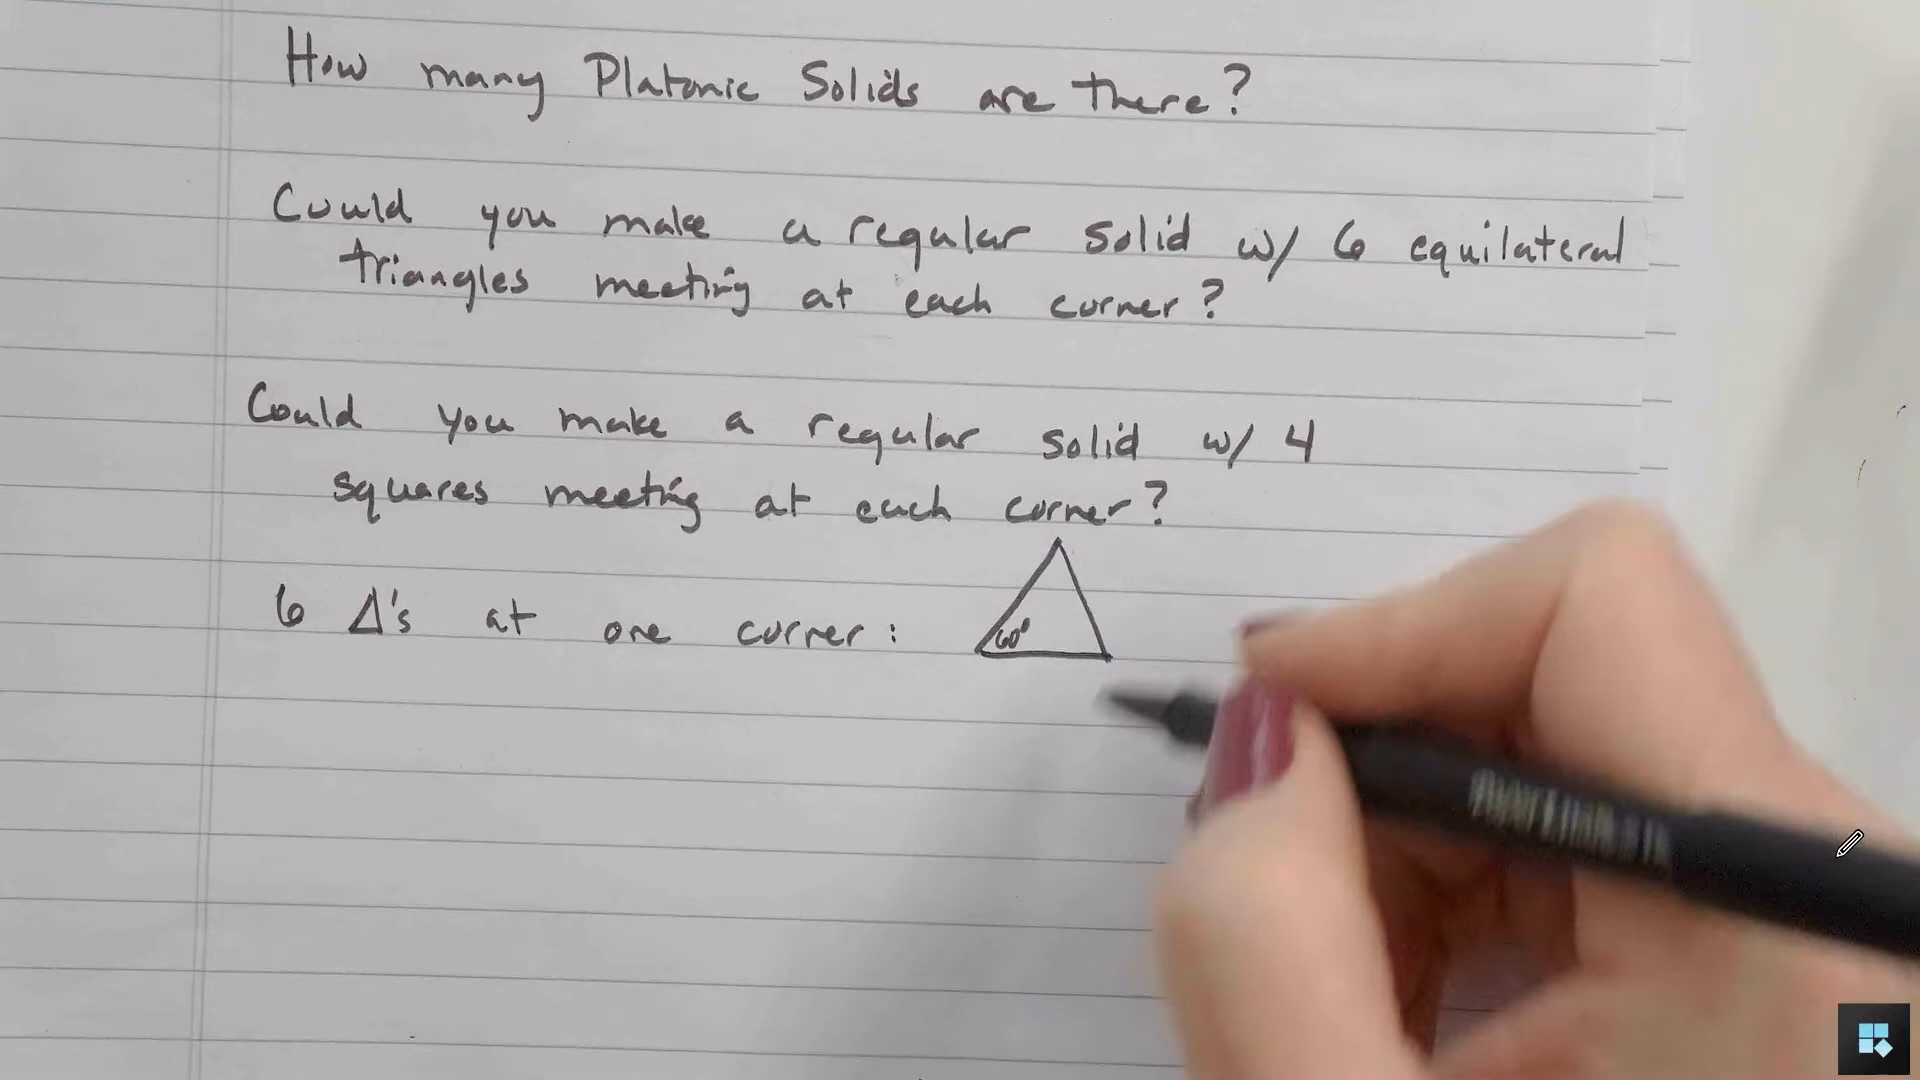 How many Platonic Solids are there?
Could you make a regular solid w/ 6 equilateral
triangles meeting at each corner?
Could you make a regular solid w/ 4
squares meeting at each corner?
6 Δ's at one corner:
60°